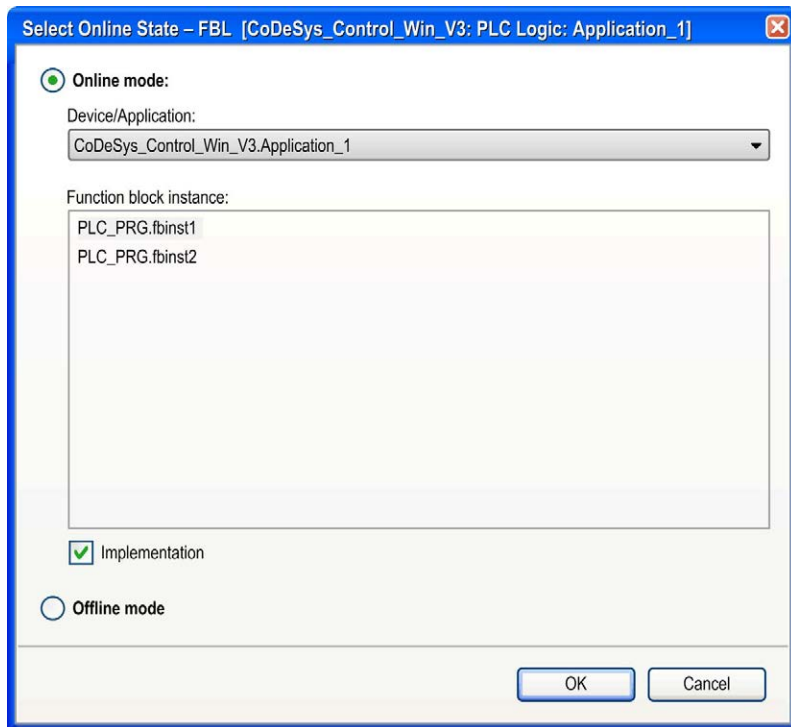 Select Online State – FBL [CoDeSys_Control_Win_V3: PLC Logic: Application_1]
Online mode:
Device/Application:
CoDeSys_Control_Win_V3.Application_1
Function block instance:
PLC_PRG.fbinst1
PLC_PRG.fbinst2
Implementation
Offline mode
OK Cancel